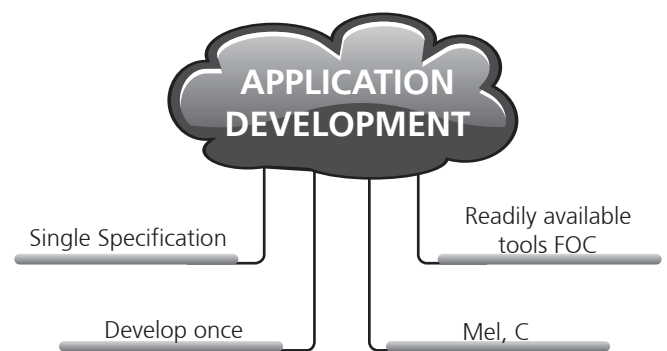 APPLICATION
DEVELOPMENT
Single Specification
Readily available
tools FOC
Develop once
Mel, C